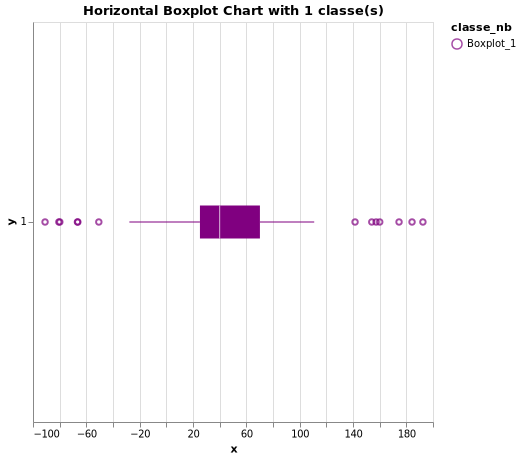 Horizontal Boxplot Chart with 1 classe(s)
classe_nb
Boxplot_1
y
1
−100 −60 −20 20 60 100 140 180
x